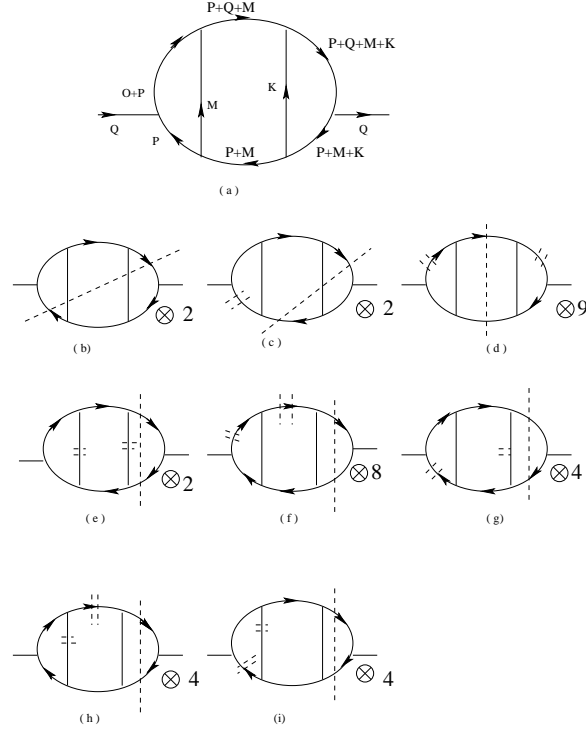 P+Q+M
P+Q+M+K
O+P
M
K
Q
Q
P
P+M
P+M+K
( a )
⊗ 2
⊗ 2
⊗ 9
( b )
( c )
( d )
⊗ 2
⊗ 8
⊗ 4
( e )
( f )
( g )
⊗ 4
⊗ 4
( h )
(i)